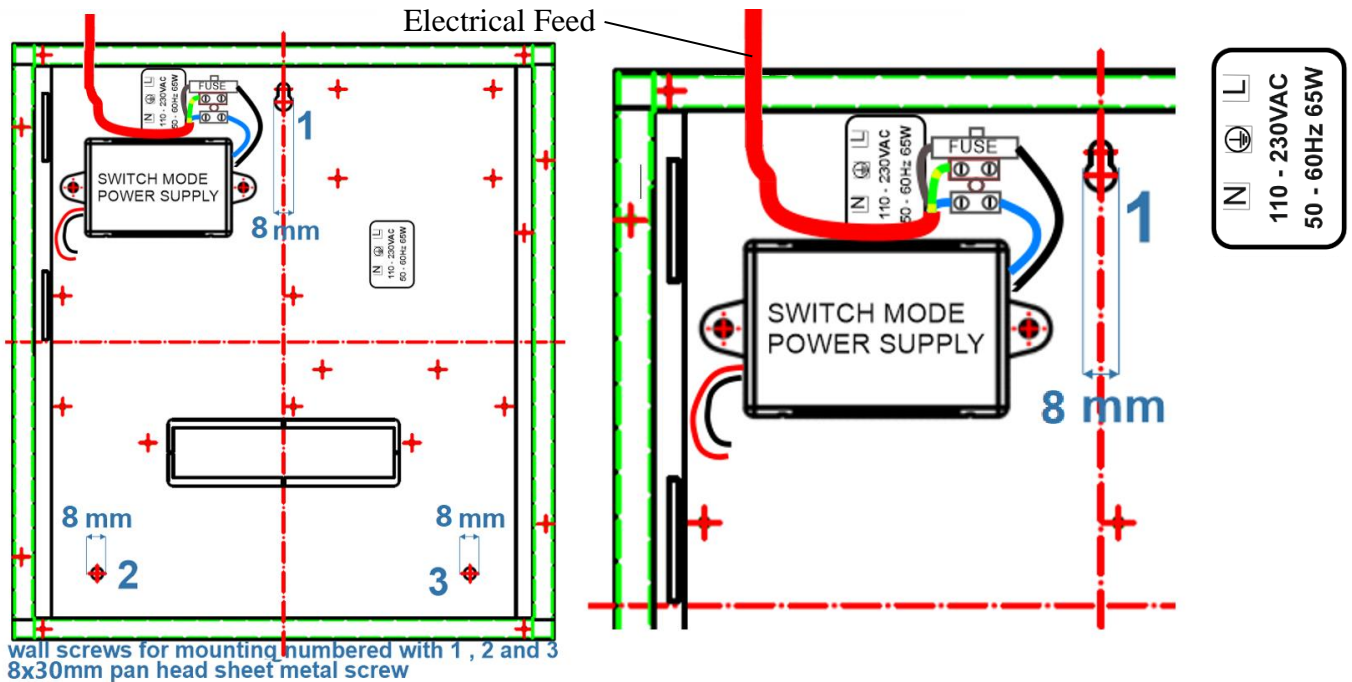 Electrical Feed
N L
110 - 230VAC
50 - 60Hz 65W
FUSE
1
SWITCH MODE
POWER SUPPLY
8 mm
N L
110 - 230VAC
50 - 60Hz 65W
8 mm
2
8 mm
3
wall screws for mounting numbered with 1 , 2 and 3
8x30mm pan head sheet metal screw
N L
110 - 230VAC
50 - 60Hz 65W
FUSE
1
SWITCH MODE
POWER SUPPLY
8 mm
N L
110 - 230VAC
50 - 60Hz 65W